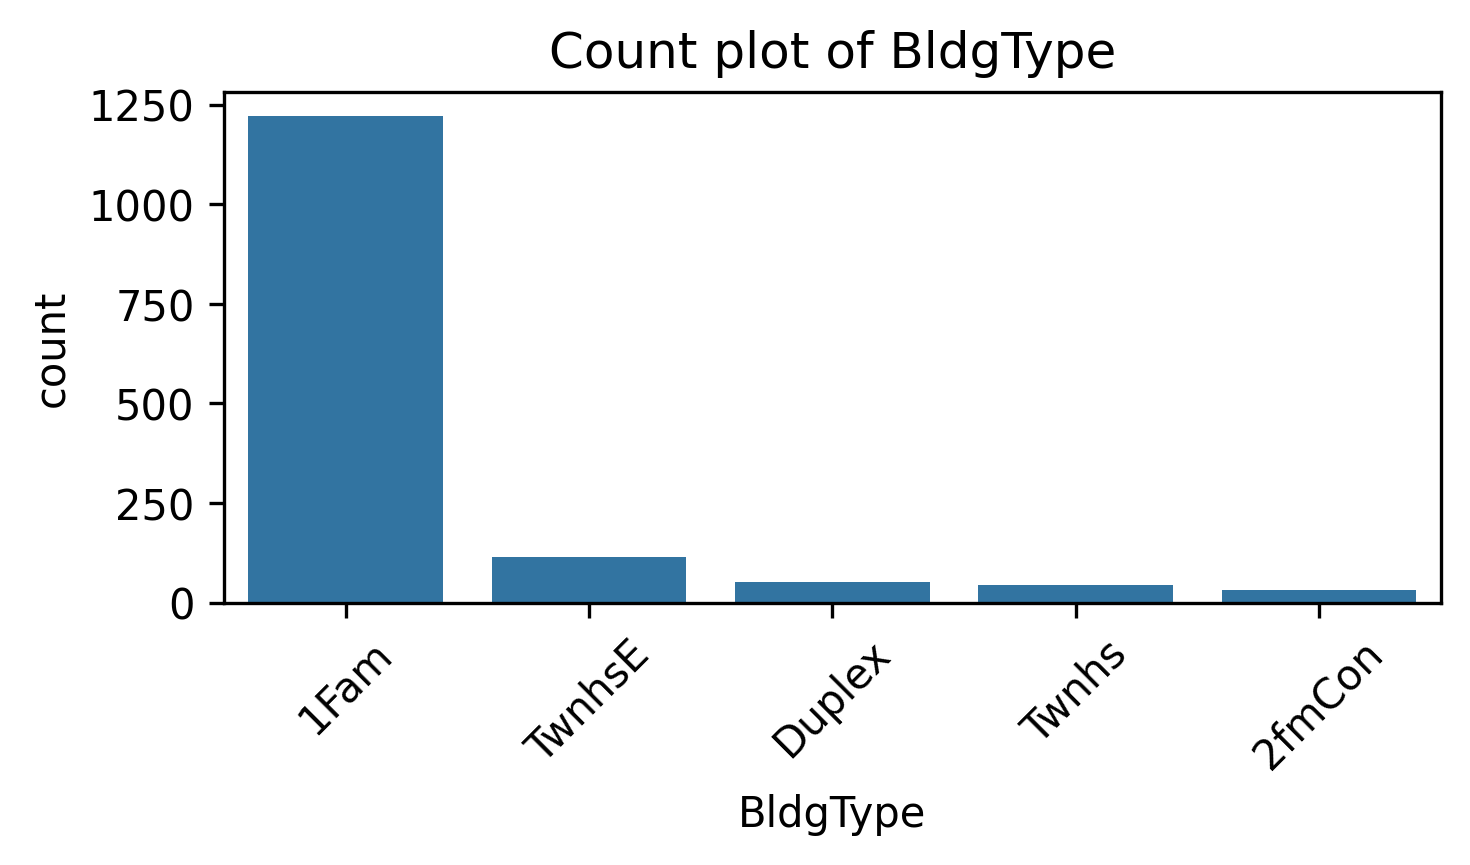 Count plot of BldgType
1250
1000
750
500
250
0
count
1Fam
TwnhsE
Duplex
Twnhs
2fmCon
BldgType